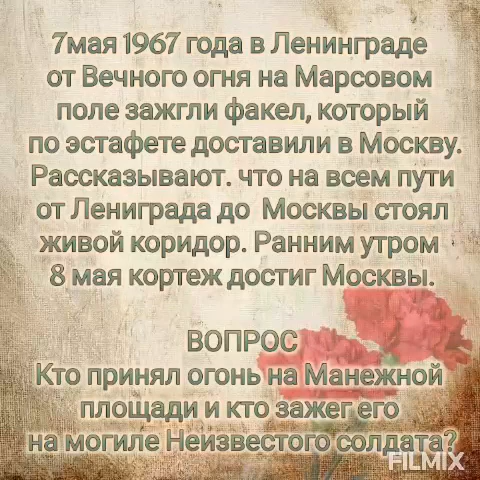 7мая 1967 года в Ленинграде
от Вечного огня на Марсовом
поле зажгли факел, который
по эстафете доставили в Москву.
Рассказывают. что на всем пути
от Лениграда до Москвы стоял
живой коридор. Ранним утром
8 мая кортеж достиг Москвы.
ВОПРОС
Кто принял огонь на Манежной
площади и кто зажег его
на могиле Неизвестого солдата?
FILMIX